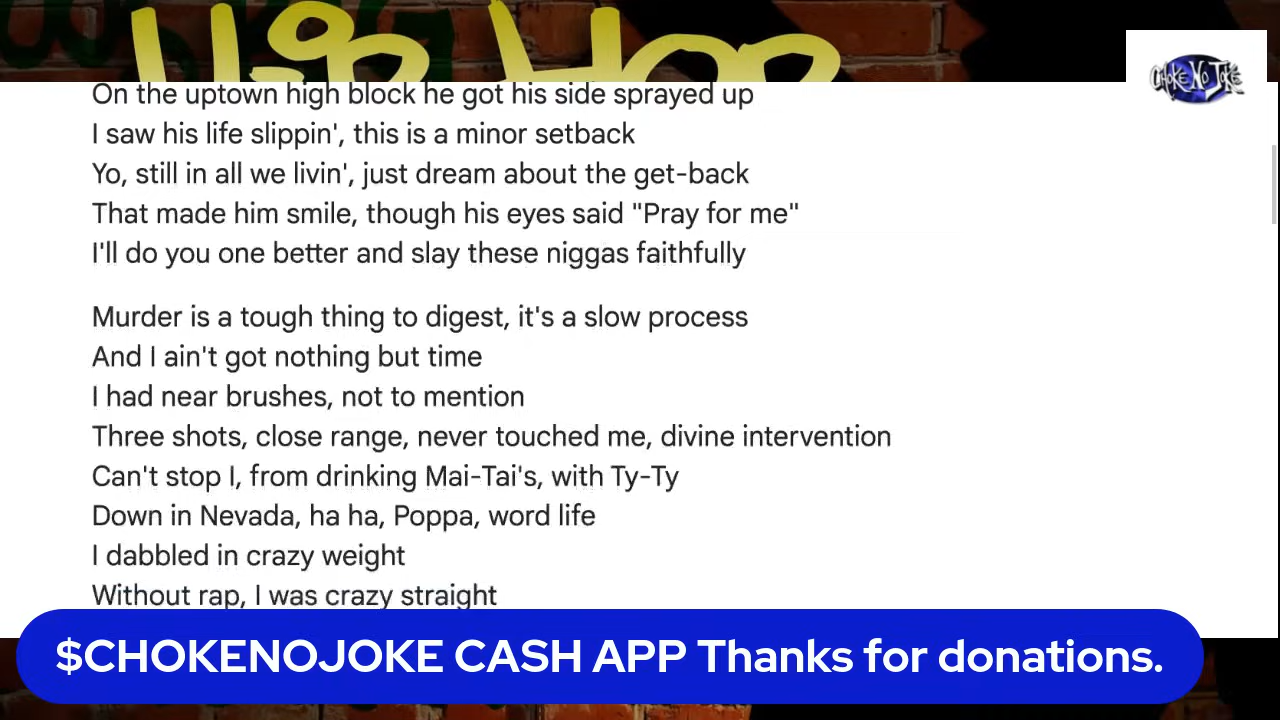 Hip Hop
CHOKE NO JOKE
On the uptown high block he got his side sprayed up
I saw his life slippin', this is a minor setback
Yo, still in all we livin', just dream about the get-back
That made him smile, though his eyes said "Pray for me"
I'll do you one better and slay these niggas faithfully
Murder is a tough thing to digest, it's a slow process
And I ain't got nothing but time
I had near brushes, not to mention
Three shots, close range, never touched me, divine intervention
Can't stop I, from drinking Mai-Tai's, with Ty-Ty
Down in Nevada, ha ha, Poppa, word life
I dabbled in crazy weight
Without rap, I was crazy straight
$CHOKENOJOKE CASH APP Thanks for donations.